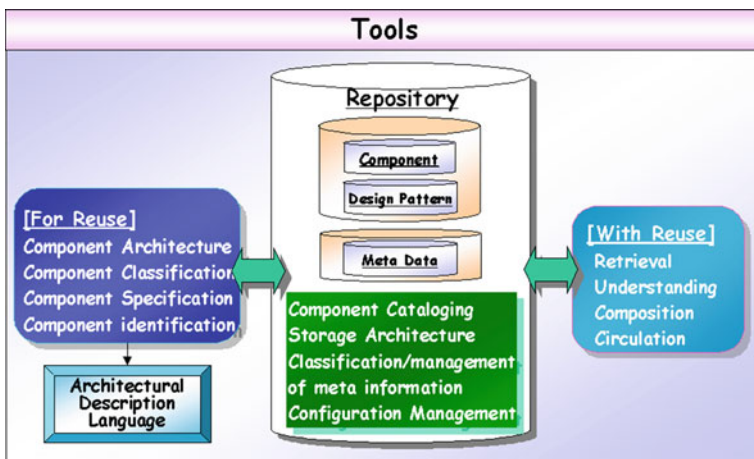 Tools
Repository
Component
Design Pattern
Meta Data
[For Reuse]
Component Architecture
Component Classification
Component Specification
Component identification
Architectural
Description
Language
Component Cataloging
Storage Architecture
Classification/management
of meta information
Configuration Management
[With Reuse]
Retrieval
Understanding
Composition
Circulation